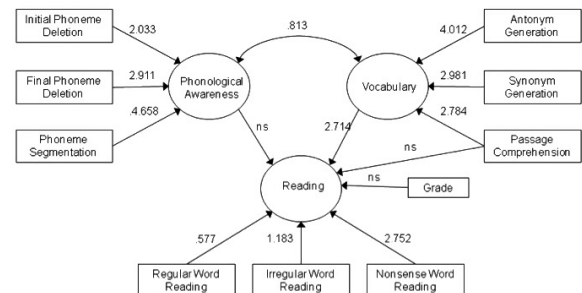 Initial Phoneme
Deletion
2.033
.813
4.012
Antonym
Generation
Final Phoneme
Deletion
2.911
Phonological
Awareness
Vocabulary
2.981
Synonym
Generation
Phoneme
Segmentation
.4.658
2.784
Passage
Comprehension
ns
2.714
ns
ns
Grade
Reading
.577
1.183
2.752
Regular Word
Reading
Irregular Word
Reading
Nonsense Word
Reading